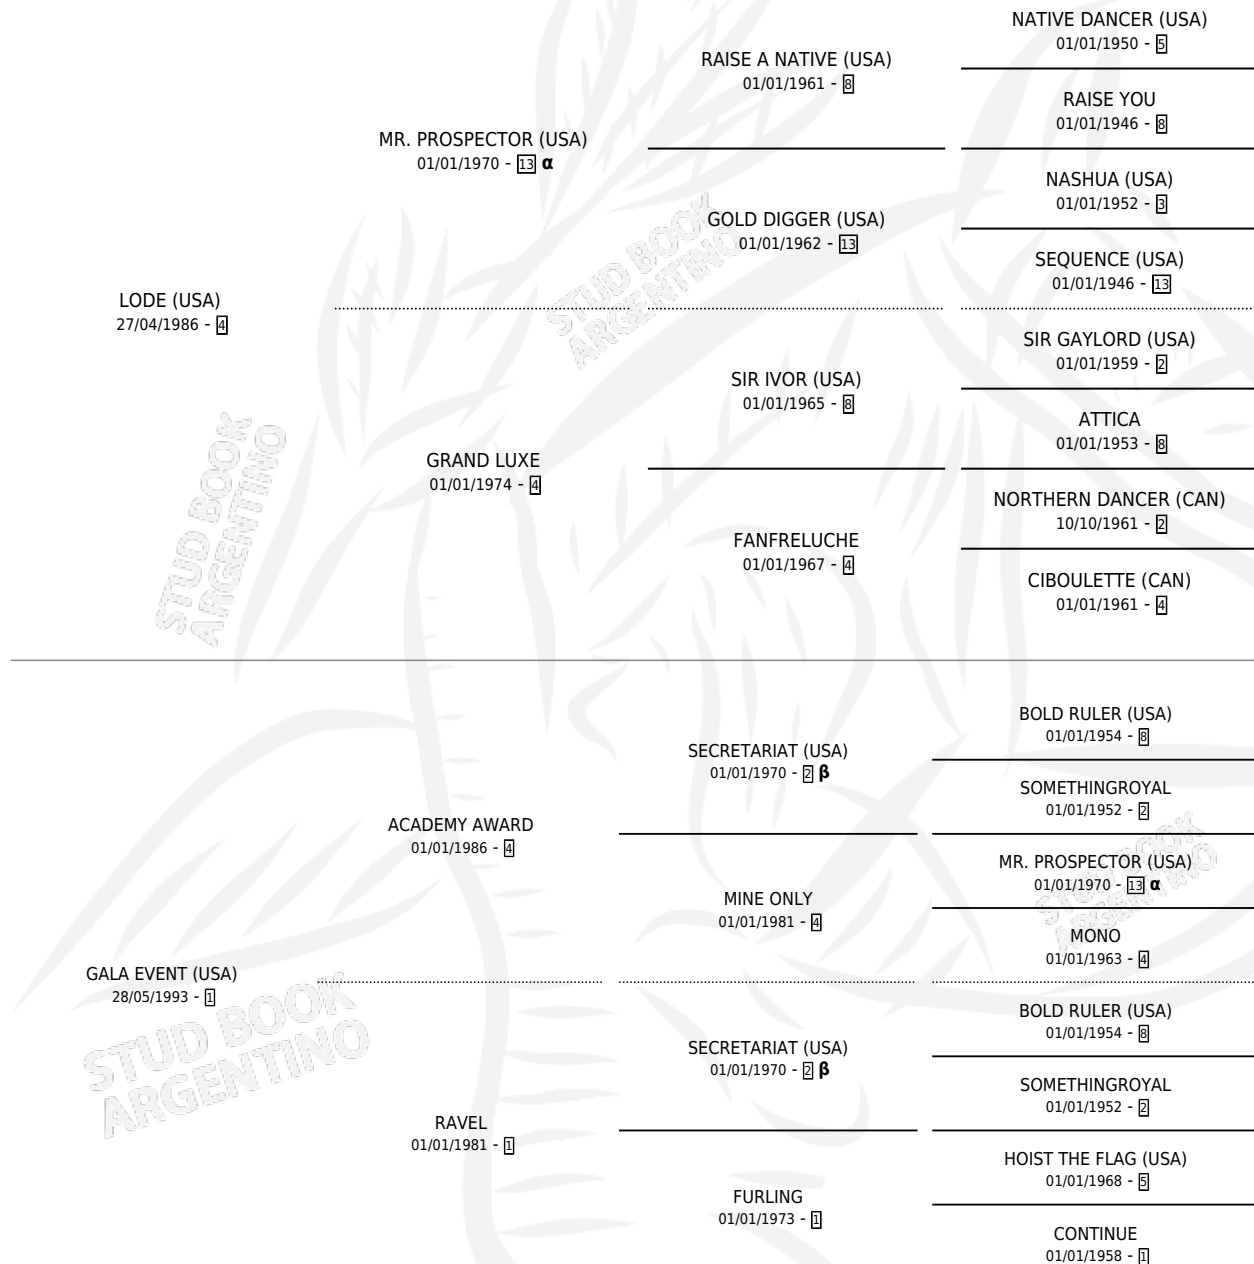 NATIVE DANCER (USA)
01/01/1950 - 5
RAISE A NATIVE (USA)
01/01/1961 - 8
RAISE YOU
01/01/1946 - 8
MR. PROSPECTOR (USA)
01/01/1970 - 13 α
NASHUA (USA)
01/01/1952 - 3
GOLD DIGGER (USA)
01/01/1962 - 13
SEQUENCE (USA)
01/01/1946 - 13
LODE (USA)
27/04/1986 - 4
STUD BOOK
ARGENTINO
SIR GAYLORD (USA)
01/01/1959 - 2
SIR IVOR (USA)
01/01/1965 - 8
ATTICA
01/01/1953 - 8
GRAND LUXE
01/01/1974 - 4
NORTHERN DANCER (CAN)
10/10/1961 - 2
FANFRELUCHE
01/01/1967 - 4
CIBOULETTE (CAN)
01/01/1961 - 4
STUD BOOK
ARGENTINO
BOLD RULER (USA)
01/01/1954 - 8
SECRETARIAT (USA)
01/01/1970 - 2 β
SOMETHINGROYAL
01/01/1952 - 2
ACADEMY AWARD
01/01/1986 - 4
MR. PROSPECTOR (USA)
01/01/1970 - 13 α
STUD BOOK
ARGENTINO
MINE ONLY
01/01/1981 - 4
MONO
01/01/1963 - 4
GALA EVENT (USA)
28/05/1993 - 1
STUD BOOK
ARGENTINO
BOLD RULER (USA)
01/01/1954 - 8
SECRETARIAT (USA)
01/01/1970 - 2 β
SOMETHINGROYAL
01/01/1952 - 2
RAVEL
01/01/1981 - 1
HOIST THE FLAG (USA)
01/01/1968 - 5
FURLING
01/01/1973 - 1
CONTINUE
01/01/1958 - 1